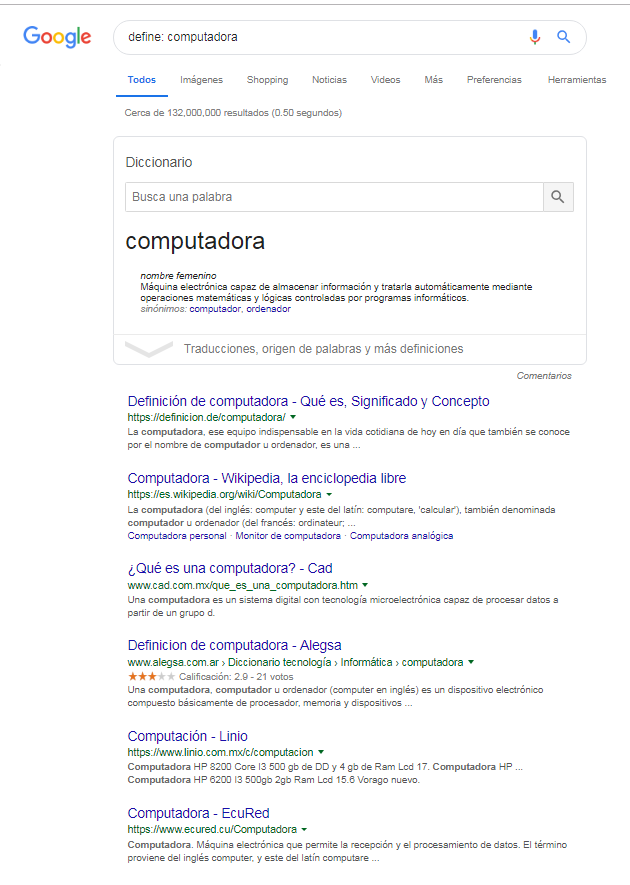 Google
define: computadora
Todos Imágenes Shopping Noticias Videos Más Preferencias Herramientas
Cerca de 132,000,000 resultados (0.50 segundos)
Diccionario
Busca una palabra
computadora
nombre femenino
Máquina electrónica capaz de almacenar información y tratarla automáticamente mediante
operaciones matemáticas y lógicas controladas por programas informáticos.
sinónimos: computador, ordenador
Traducciones, origen de palabras y más definiciones
Comentarios
Definición de computadora - Qué es, Significado y Concepto
https://definicion.de/computadora/
La computadora, ese equipo indispensable en la vida cotidiana de hoy en día que también se conoce
por el nombre de computador u ordenador, es una ...
Computadora - Wikipedia, la enciclopedia libre
https://es.wikipedia.org/wiki/Computadora
La computadora (del inglés: computer y este del latín: computare, 'calcular'), también denominada
computador u ordenador (del francés: ordinateur; ...
Computadora personal · Monitor de computadora · Computadora analógica
¿Qué es una computadora? - Cad
www.cad.com.mx/que_es_una_computadora.htm
Una computadora es un sistema digital con tecnología microelectrónica capaz de procesar datos a
partir de un grupo d.
Definicion de computadora - Alegsa
www.alegsa.com.ar › Diccionario tecnología › Informática › computadora
Calificación: 2.9 - 21 votos
Una computadora, computador u ordenador (computer en inglés) es un dispositivo electrónico
compuesto básicamente de procesador, memoria y dispositivos ...
Computación - Linio
https://www.linio.com.mx/c/computacion
Computadora HP 8200 Core I3 500 gb de DD y 4 gb de Ram Lcd 17. Computadora HP ...
Computadora HP 6200 I3 500gb 2gb Ram Lcd 15.6 Vorago nuevo.
Computadora - EcuRed
https://www.ecured.cu/Computadora
Computadora. Máquina electrónica que permite la recepción y el procesamiento de datos. El término
proviene del inglés computer, y este del latín computare ...